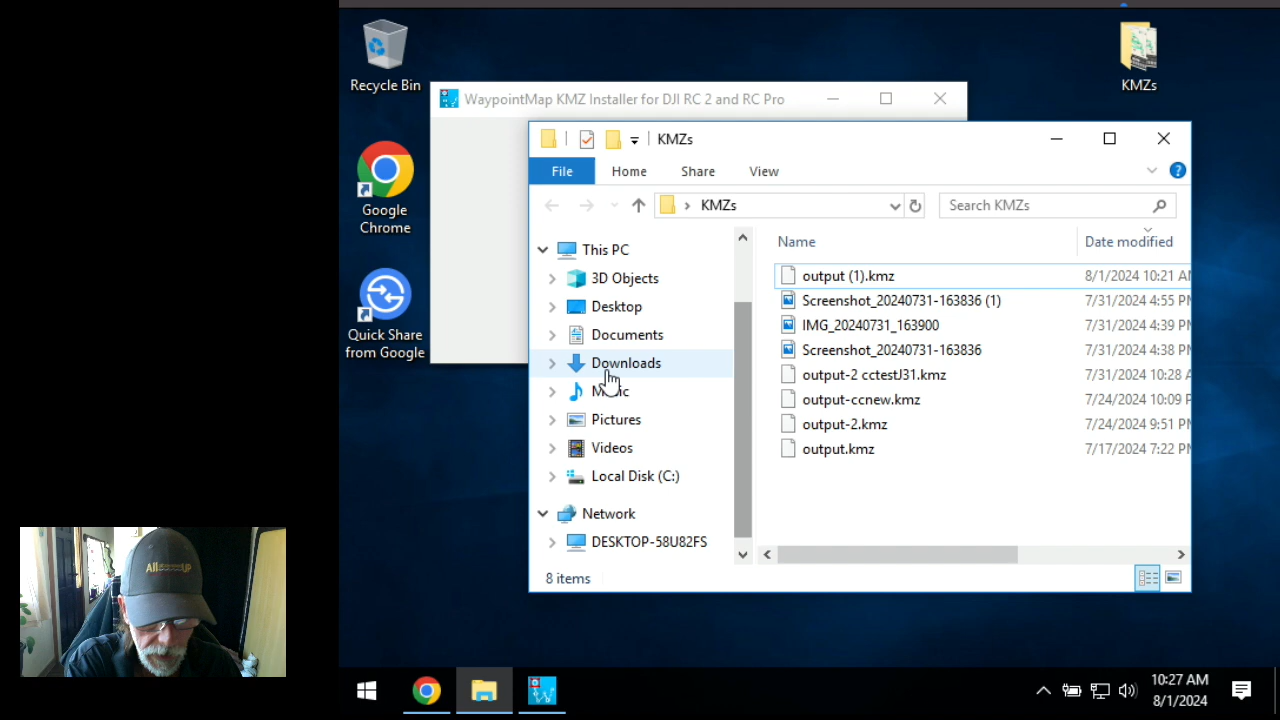 Recycle Bin
KMZs
WaypointMap KMZ Installer for DJI RC 2 and RC Pro
KMZs
File
Home
Share
View
KMZs
Search KMZs
Google
Chrome
Quick Share
from Google
This PC
3D Objects
Desktop
Documents
Downloads
Pictures
Videos
Local Disk (C:)
Network
DESKTOP-58U82FS
Name
Date modified
output (1).kmz
8/1/2024 10:21 AM
Screenshot_20240731-163836 (1)
7/31/2024 4:55 PM
IMG_20240731_163900
7/31/2024 4:39 PM
Screenshot_20240731-163836
7/31/2024 4:38 PM
output-2 cctestJ31.kmz
7/31/2024 10:28 A
output-ccnew.kmz
7/24/2024 10:09 P
output-2.kmz
7/24/2024 9:51 PM
output.kmz
7/17/2024 7:22 PM
8 items
All UP
10:27 AM
8/1/2024